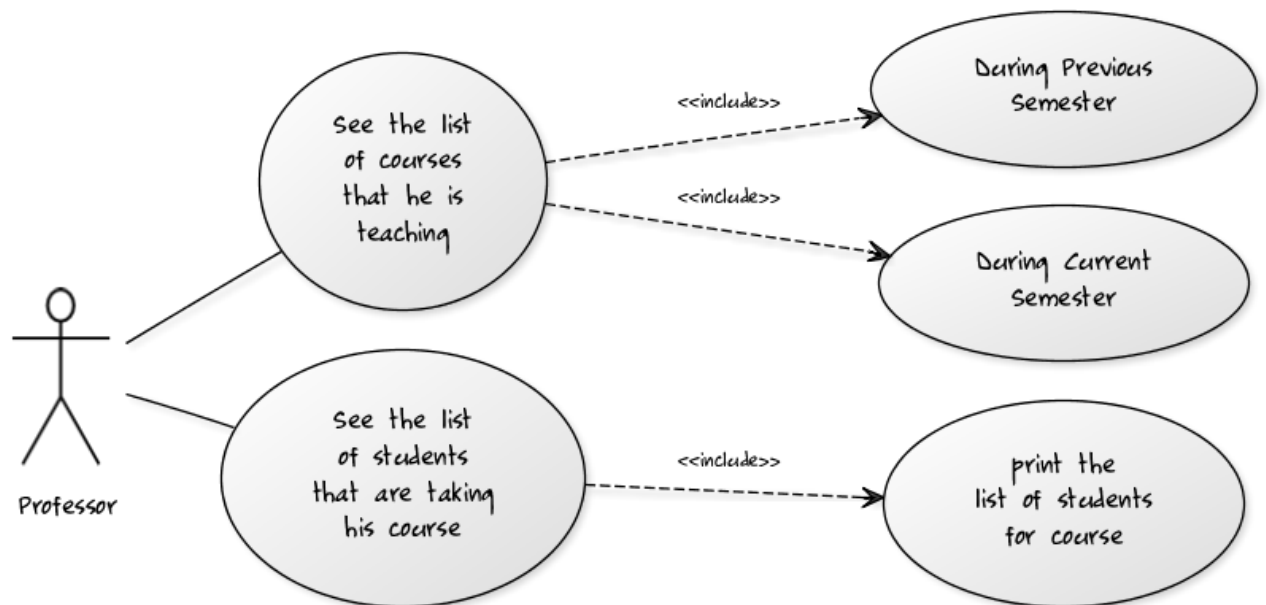 See the list
of courses
that he is
teaching
<<include>>
During Previous
Semester
<<include>>
During Current
Semester
Professor
See the list
of students
that are taking
his course
<<include>>
print the
list of students
for course